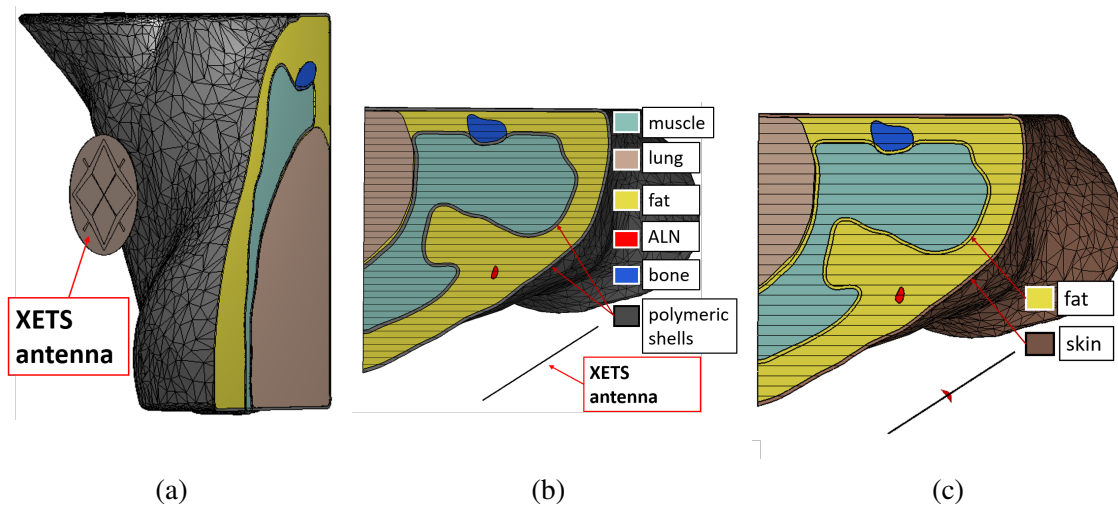 XETS
antenna
muscle
lung
fat
ALN
bone
polymeric
shells
XETS
antenna
fat
skin
(a)
(b)
(c)